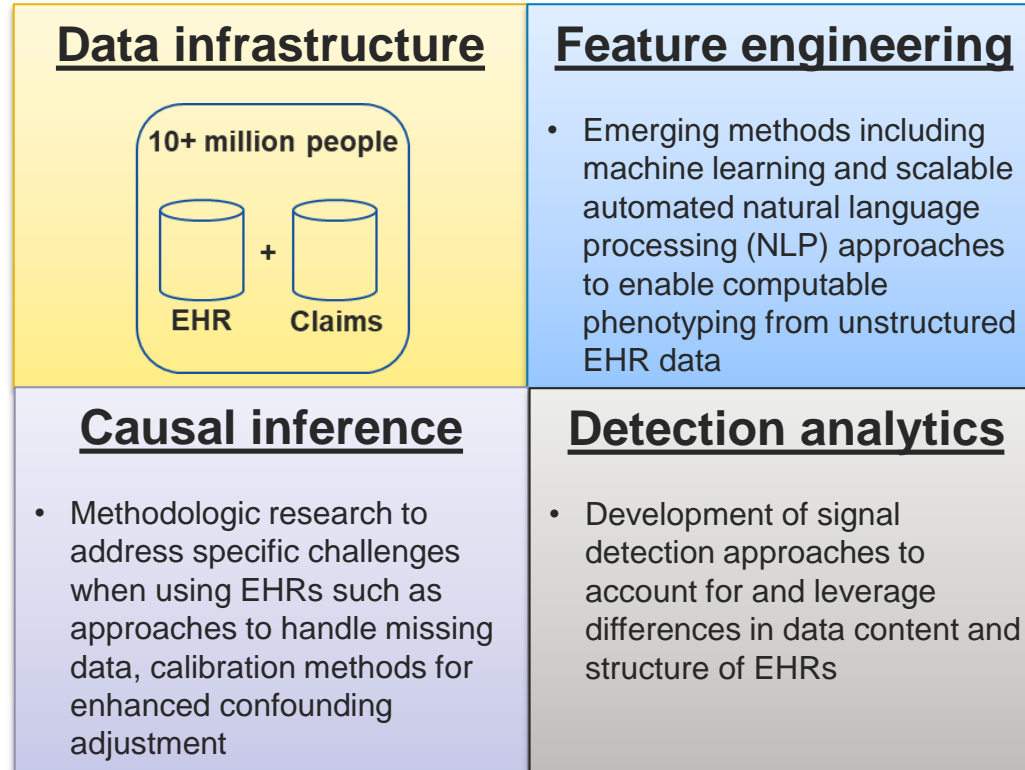 Data infrastructure
10+ million people
+
EHR Claims
Feature engineering
• Emerging methods including
machine learning and scalable
automated natural language
processing (NLP) approaches
to enable computable
phenotyping from unstructured
EHR data
Causal inference
• Methodologic research to
address specific challenges
when using EHRs such as
approaches to handle missing
data, calibration methods for
enhanced confounding
adjustment
Detection analytics
• Development of signal
detection approaches to
account for and leverage
differences in data content and
structure of EHRs